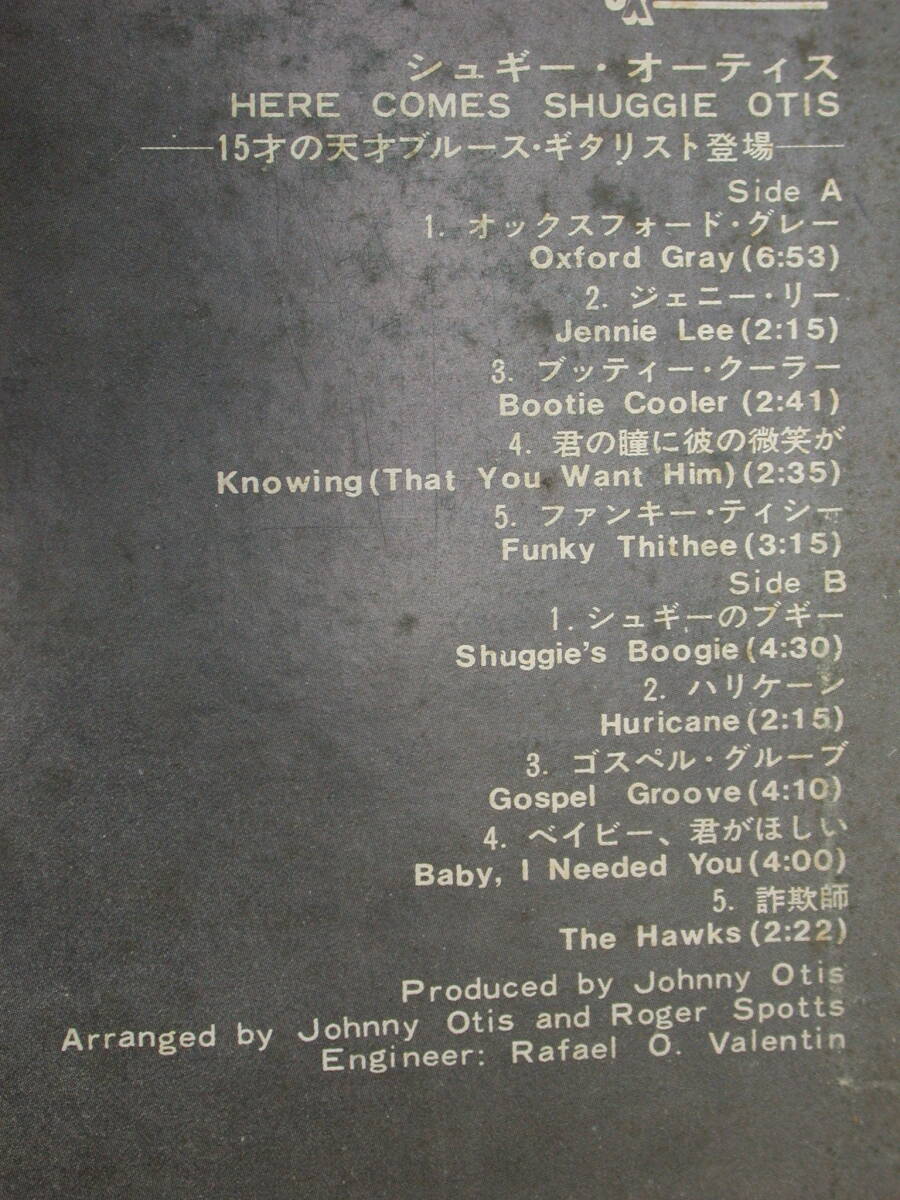 シュギー・オーティス
HERE COMES SHUGGIE OTIS
──15才の天才ブルース・ギタリスト登場──
Side A
1. オックスフォード・グレー
Oxford Gray(6:53)
2. ジェニー・リー
Jennie Lee(2:15)
3. ブッティー・クーラー
Bootie Cooler (2:41)
4. 君の瞳に彼の微笑が
Knowing(That You Want Him)(2:35)
5. ファンキー・ティシー
Funky Thithee(3:15)
Side B
1. シュギーのブギー
Shuggie's Boogie(4:30)
2. ハリケーン
Huricane(2:15)
3. ゴスペル・グルーブ
Gospel Groove(4:10)
4. ベイビー、君がほしい
Baby, I Needed You(4:00)
5. 詐欺師
The Hawks(2:22)
Produced by Johnny Otis
Arranged by Johnny Otis and Roger Spotts
Engineer: Rafael O. Valentin